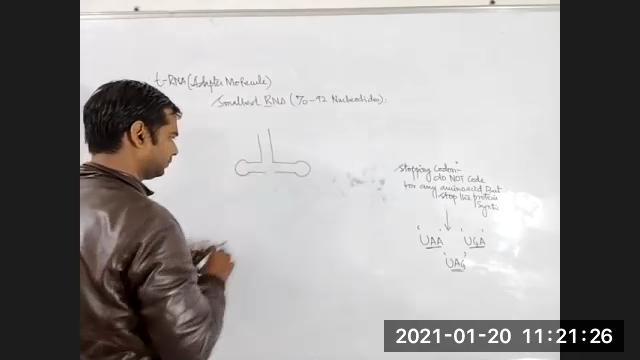 t-RNA (Adapter Molecule)
Smallest RNA (70-92 Nucleotides).
Stopping Codon-
do NOT Code
for any aminoacid But
stop the protein
Synth
'UAA' 'UGA'
'UAG'
2021-01-20 11:21:26